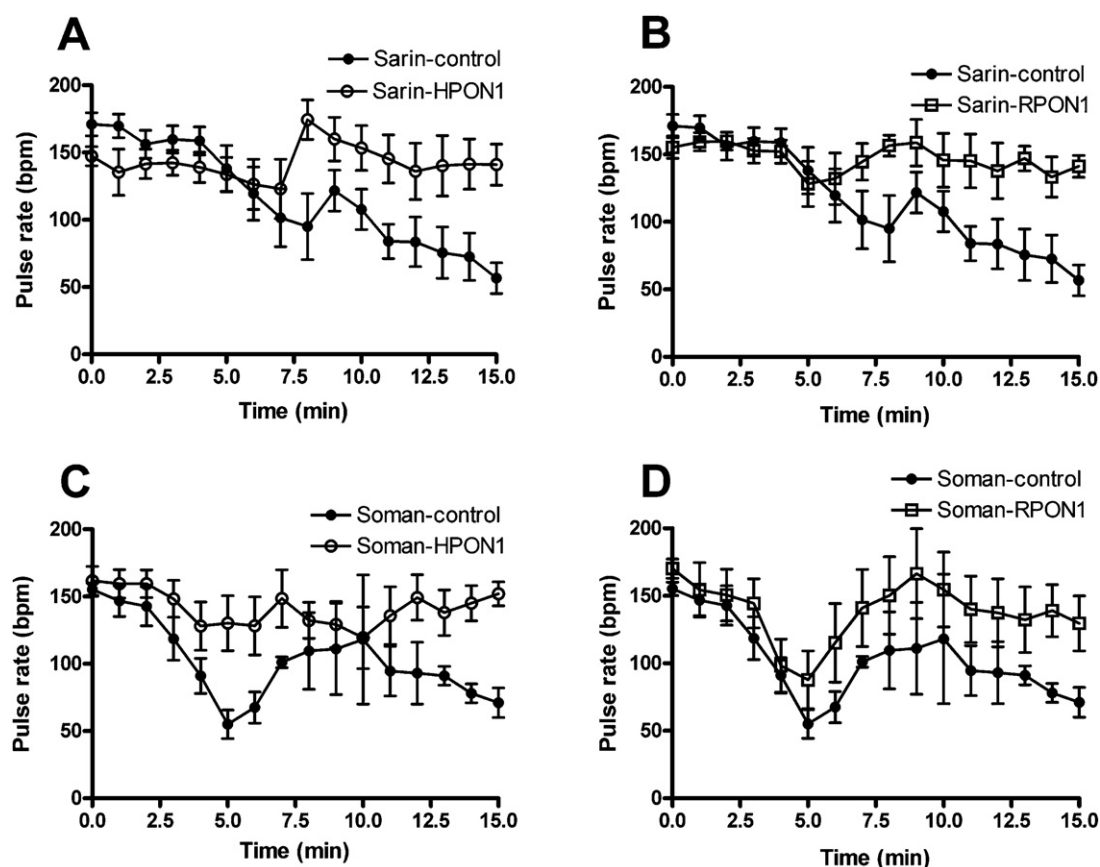 A
Sarin-control
Sarin-HPON1
Pulse rate (bpm)
200
150
100
50
0
0.0 2.5 5.0 7.5 10.0 12.5 15.0
Time (min)
B
Sarin-control
Sarin-RPON1
Pulse rate (bpm)
200
150
100
50
0
0.0 2.5 5.0 7.5 10.0 12.5 15.0
Time (min)
C
Soman-control
Soman-HPON1
Pulse rate (bpm)
200
150
100
50
0
0.0 2.5 5.0 7.5 10.0 12.5 15.0
Time (min)
D
Soman-control
Soman-RPON1
Pulse rate (bpm)
200
150
100
50
0
0.0 2.5 5.0 7.5 10.0 12.5 15.0
Time (min)